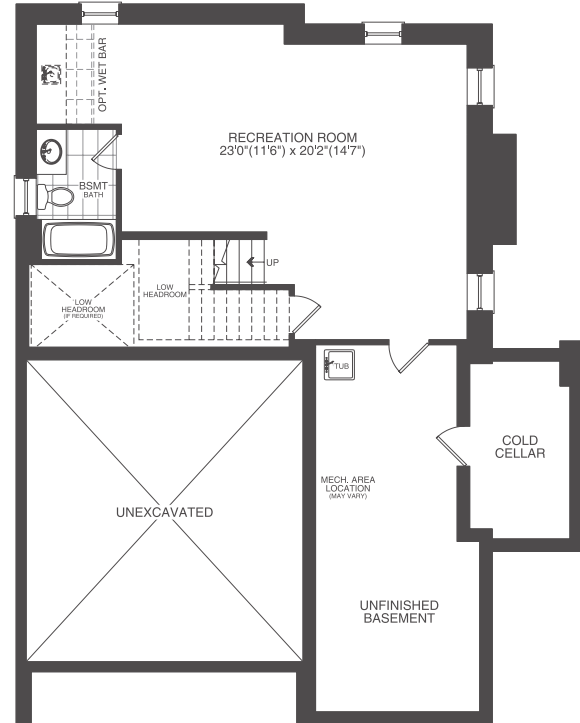 OPT. WET BAR
RECREATION ROOM
23'0"(11'6") x 20'2"(14'7")
BSMT
BATH
UP
LOW
HEADROOM
LOW
HEADROOM
(IF REQUIRED)
TUB
COLD
CELLAR
MECH. AREA
LOCATION
(MAY VARY)
UNEXCAVATED
UNFINISHED
BASEMENT